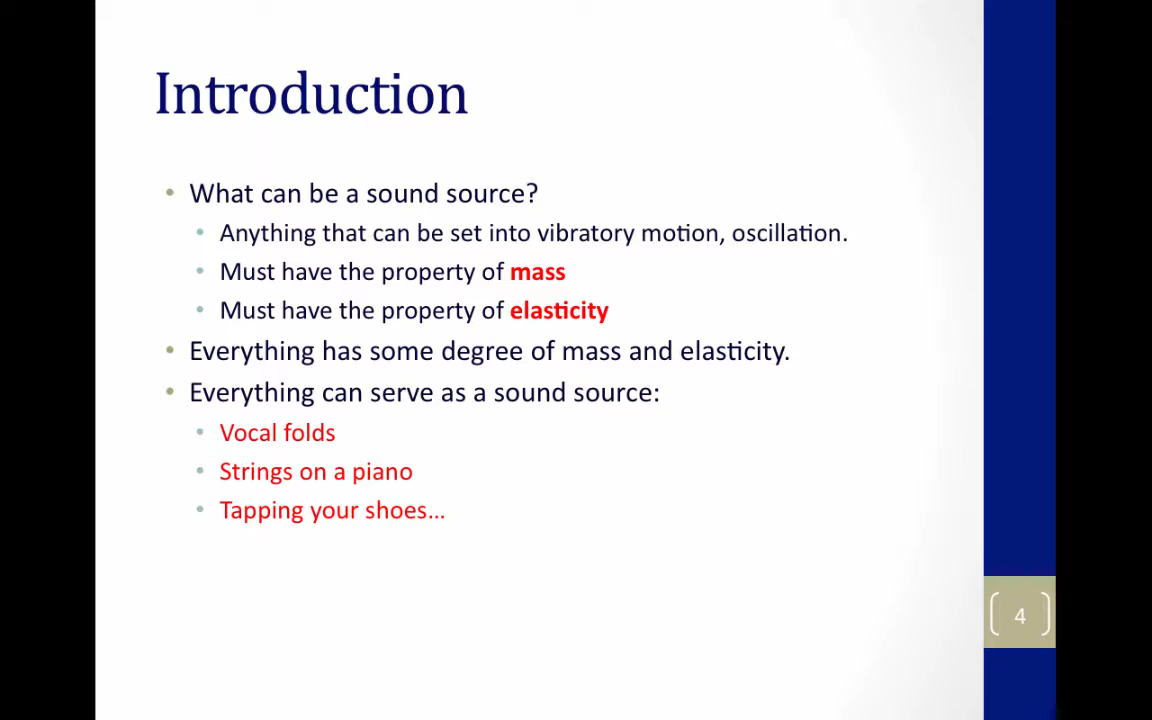 Introduction
• What can be a sound source?
• Anything that can be set into vibratory motion, oscillation.
• Must have the property of mass
• Must have the property of elasticity
• Everything has some degree of mass and elasticity.
• Everything can serve as a sound source:
• Vocal folds
• Strings on a piano
• Tapping your shoes...
4